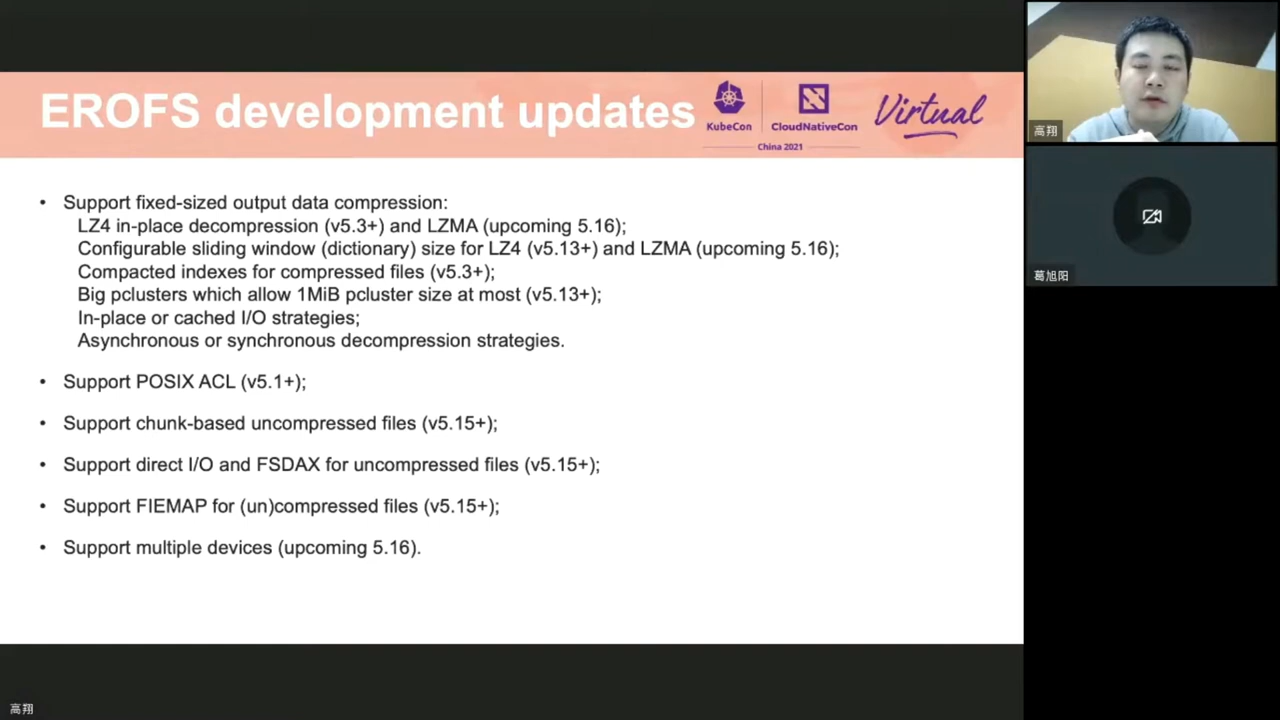 EROFS development updates
KubeCon
CloudNativeCon
Virtual
China 2021
• Support fixed-sized output data compression:
LZ4 in-place decompression (v5.3+) and LZMA (upcoming 5.16);
Configurable sliding window (dictionary) size for LZ4 (v5.13+) and LZMA (upcoming 5.16);
Compacted indexes for compressed files (v5.3+);
Big pclusters which allow 1MiB pcluster size at most (v5.13+);
In-place or cached I/O strategies;
Asynchronous or synchronous decompression strategies.
• Support POSIX ACL (v5.1+);
• Support chunk-based uncompressed files (v5.15+);
• Support direct I/O and FSDAX for uncompressed files (v5.15+);
• Support FIEMAP for (un)compressed files (v5.15+);
• Support multiple devices (upcoming 5.16).
高翔
葛旭阳
高翔